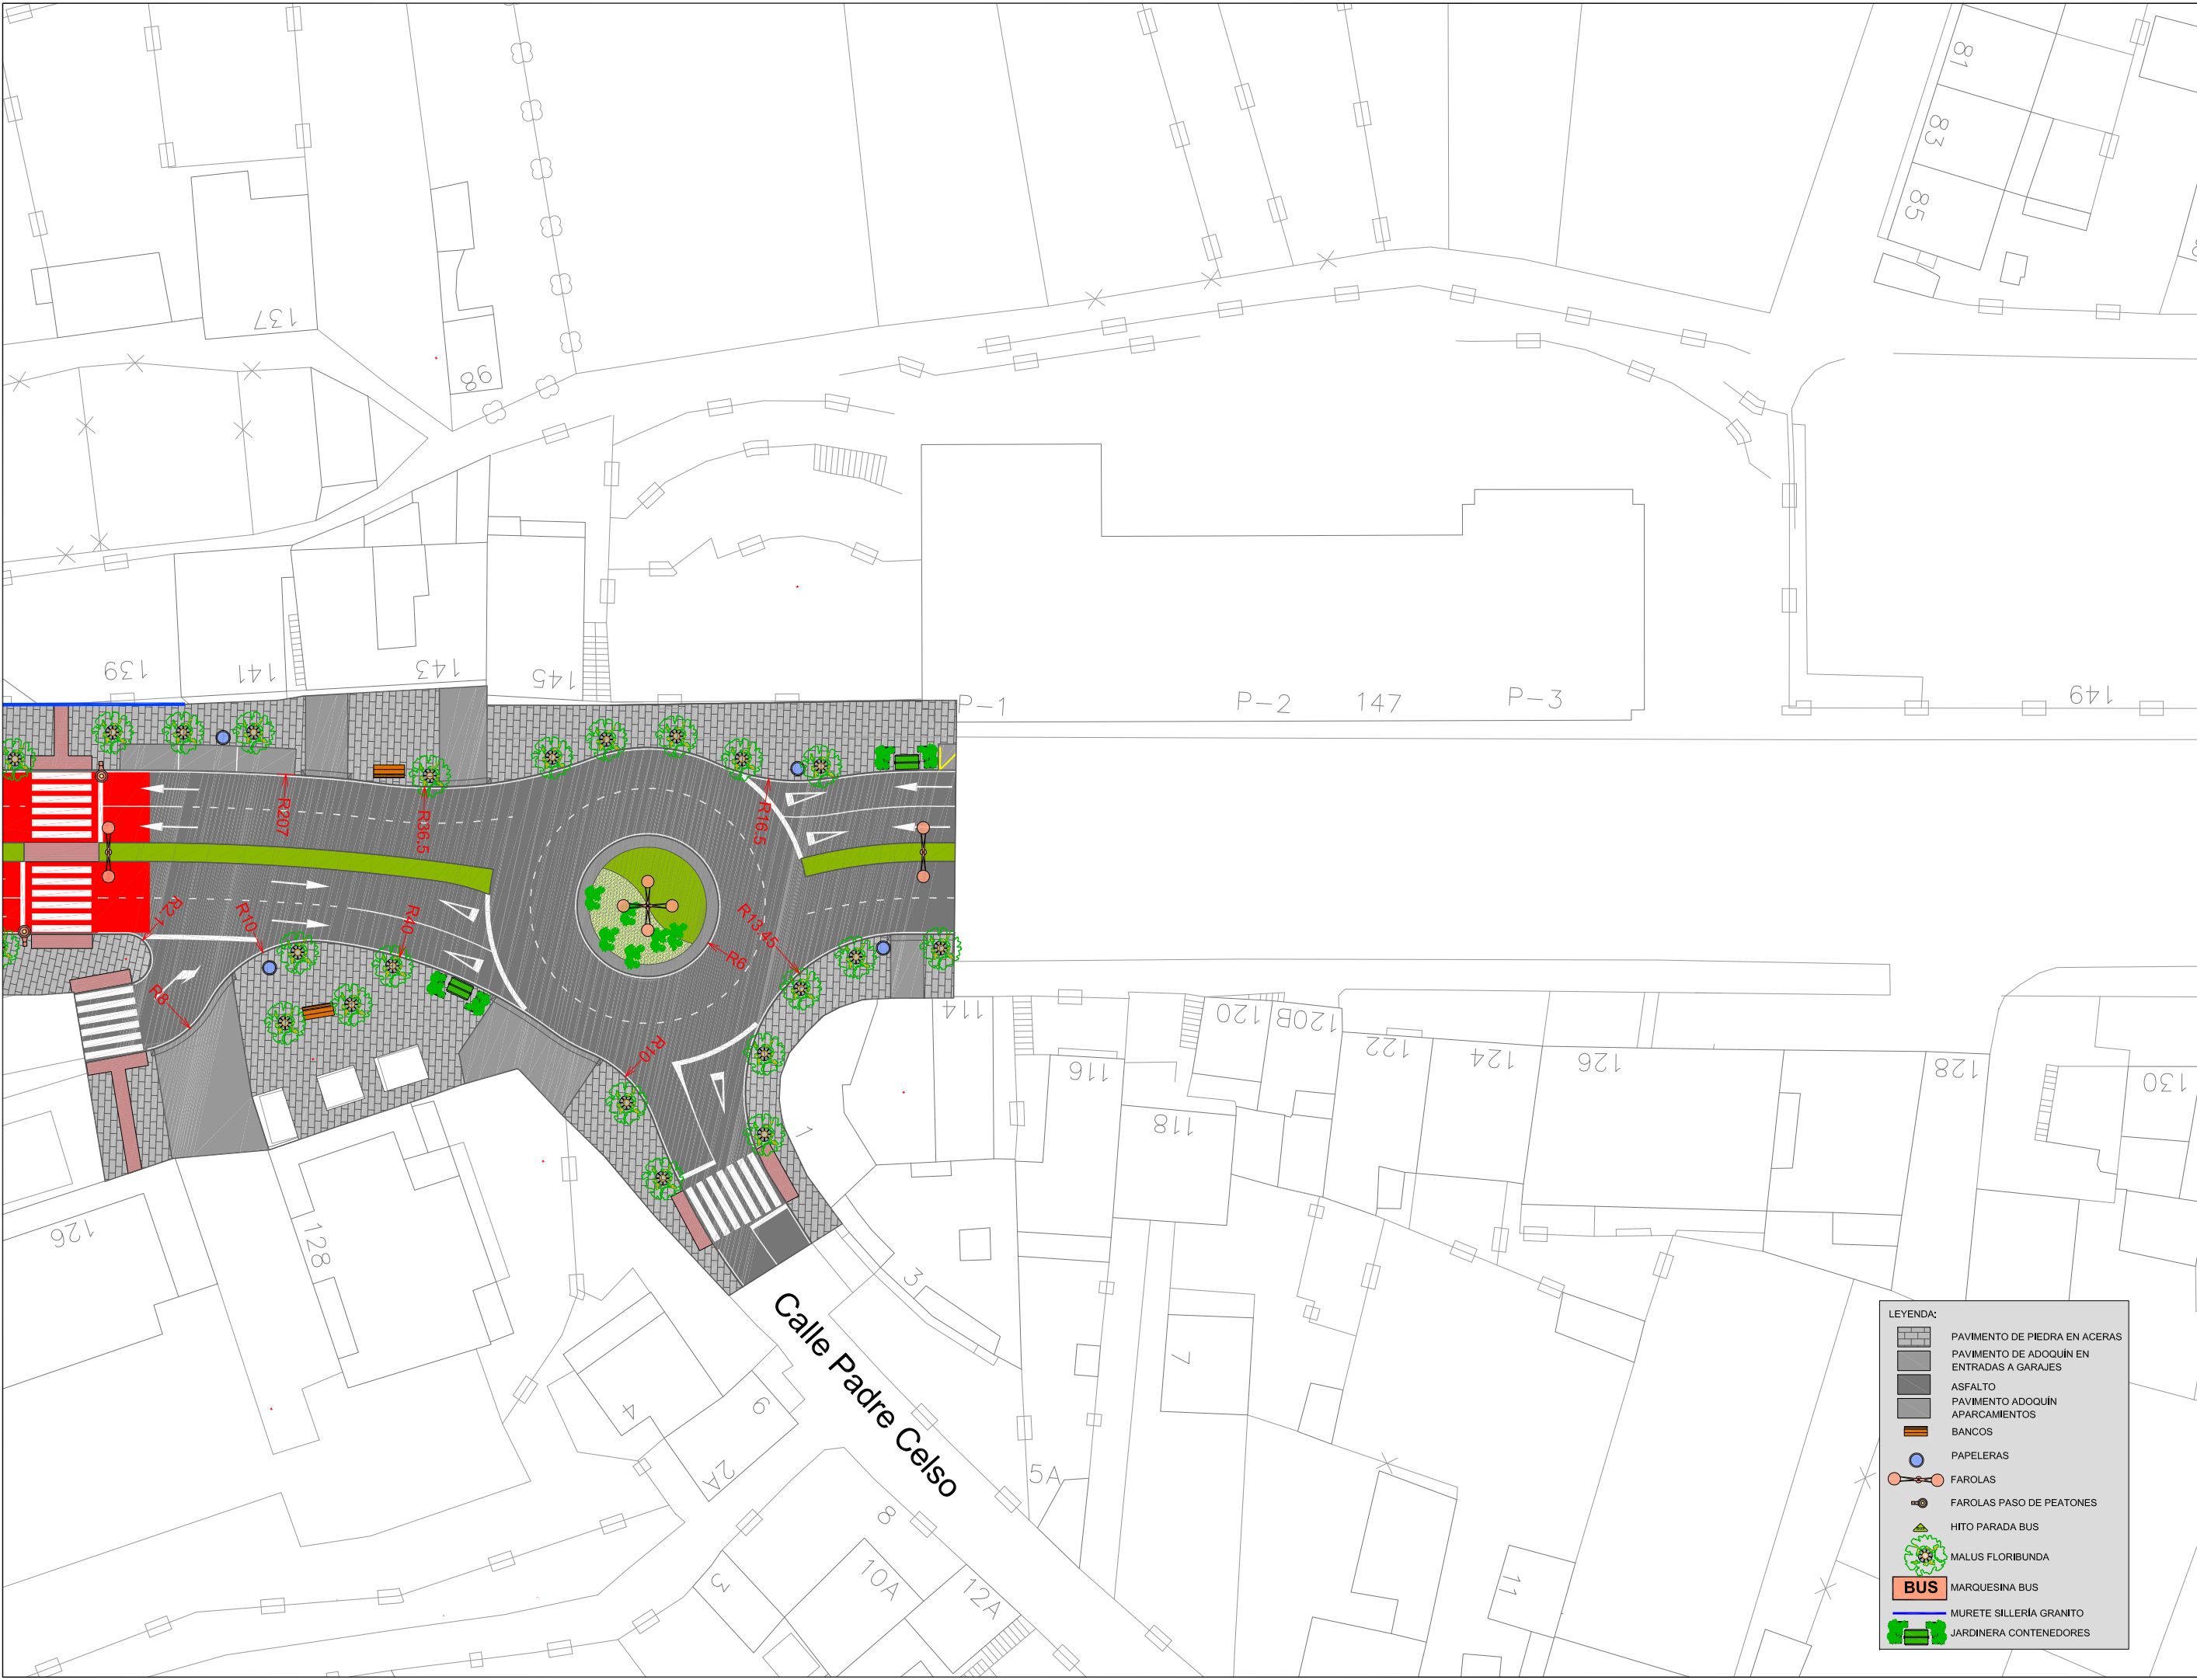 81
83
85
137
98
139
141
143
145
P-1
P-2
147
P-3
149
R207
R36.5
R16.5
R2.1
R10
R40
R13.45
R6
R8
R10
114
116
118
120
120B
122
124
126
128
130
126
128
1
3
7
4
6
2A
Calle Padre Celso
5A
8
3
10A
12A
11
LEYENDA:
PAVIMENTO DE PIEDRA EN ACERAS
PAVIMENTO DE ADOQUÍN EN
ENTRADAS A GARAJES
ASFALTO
PAVIMENTO ADOQUÍN
APARCAMIENTOS
BANCOS
PAPELERAS
FAROLAS
FAROLAS PASO DE PEATONES
HITO PARADA BUS
MALUS FLORIBUNDA
BUS MARQUESINA BUS
MURETE SILLERÍA GRANITO
JARDINERA CONTENEDORES